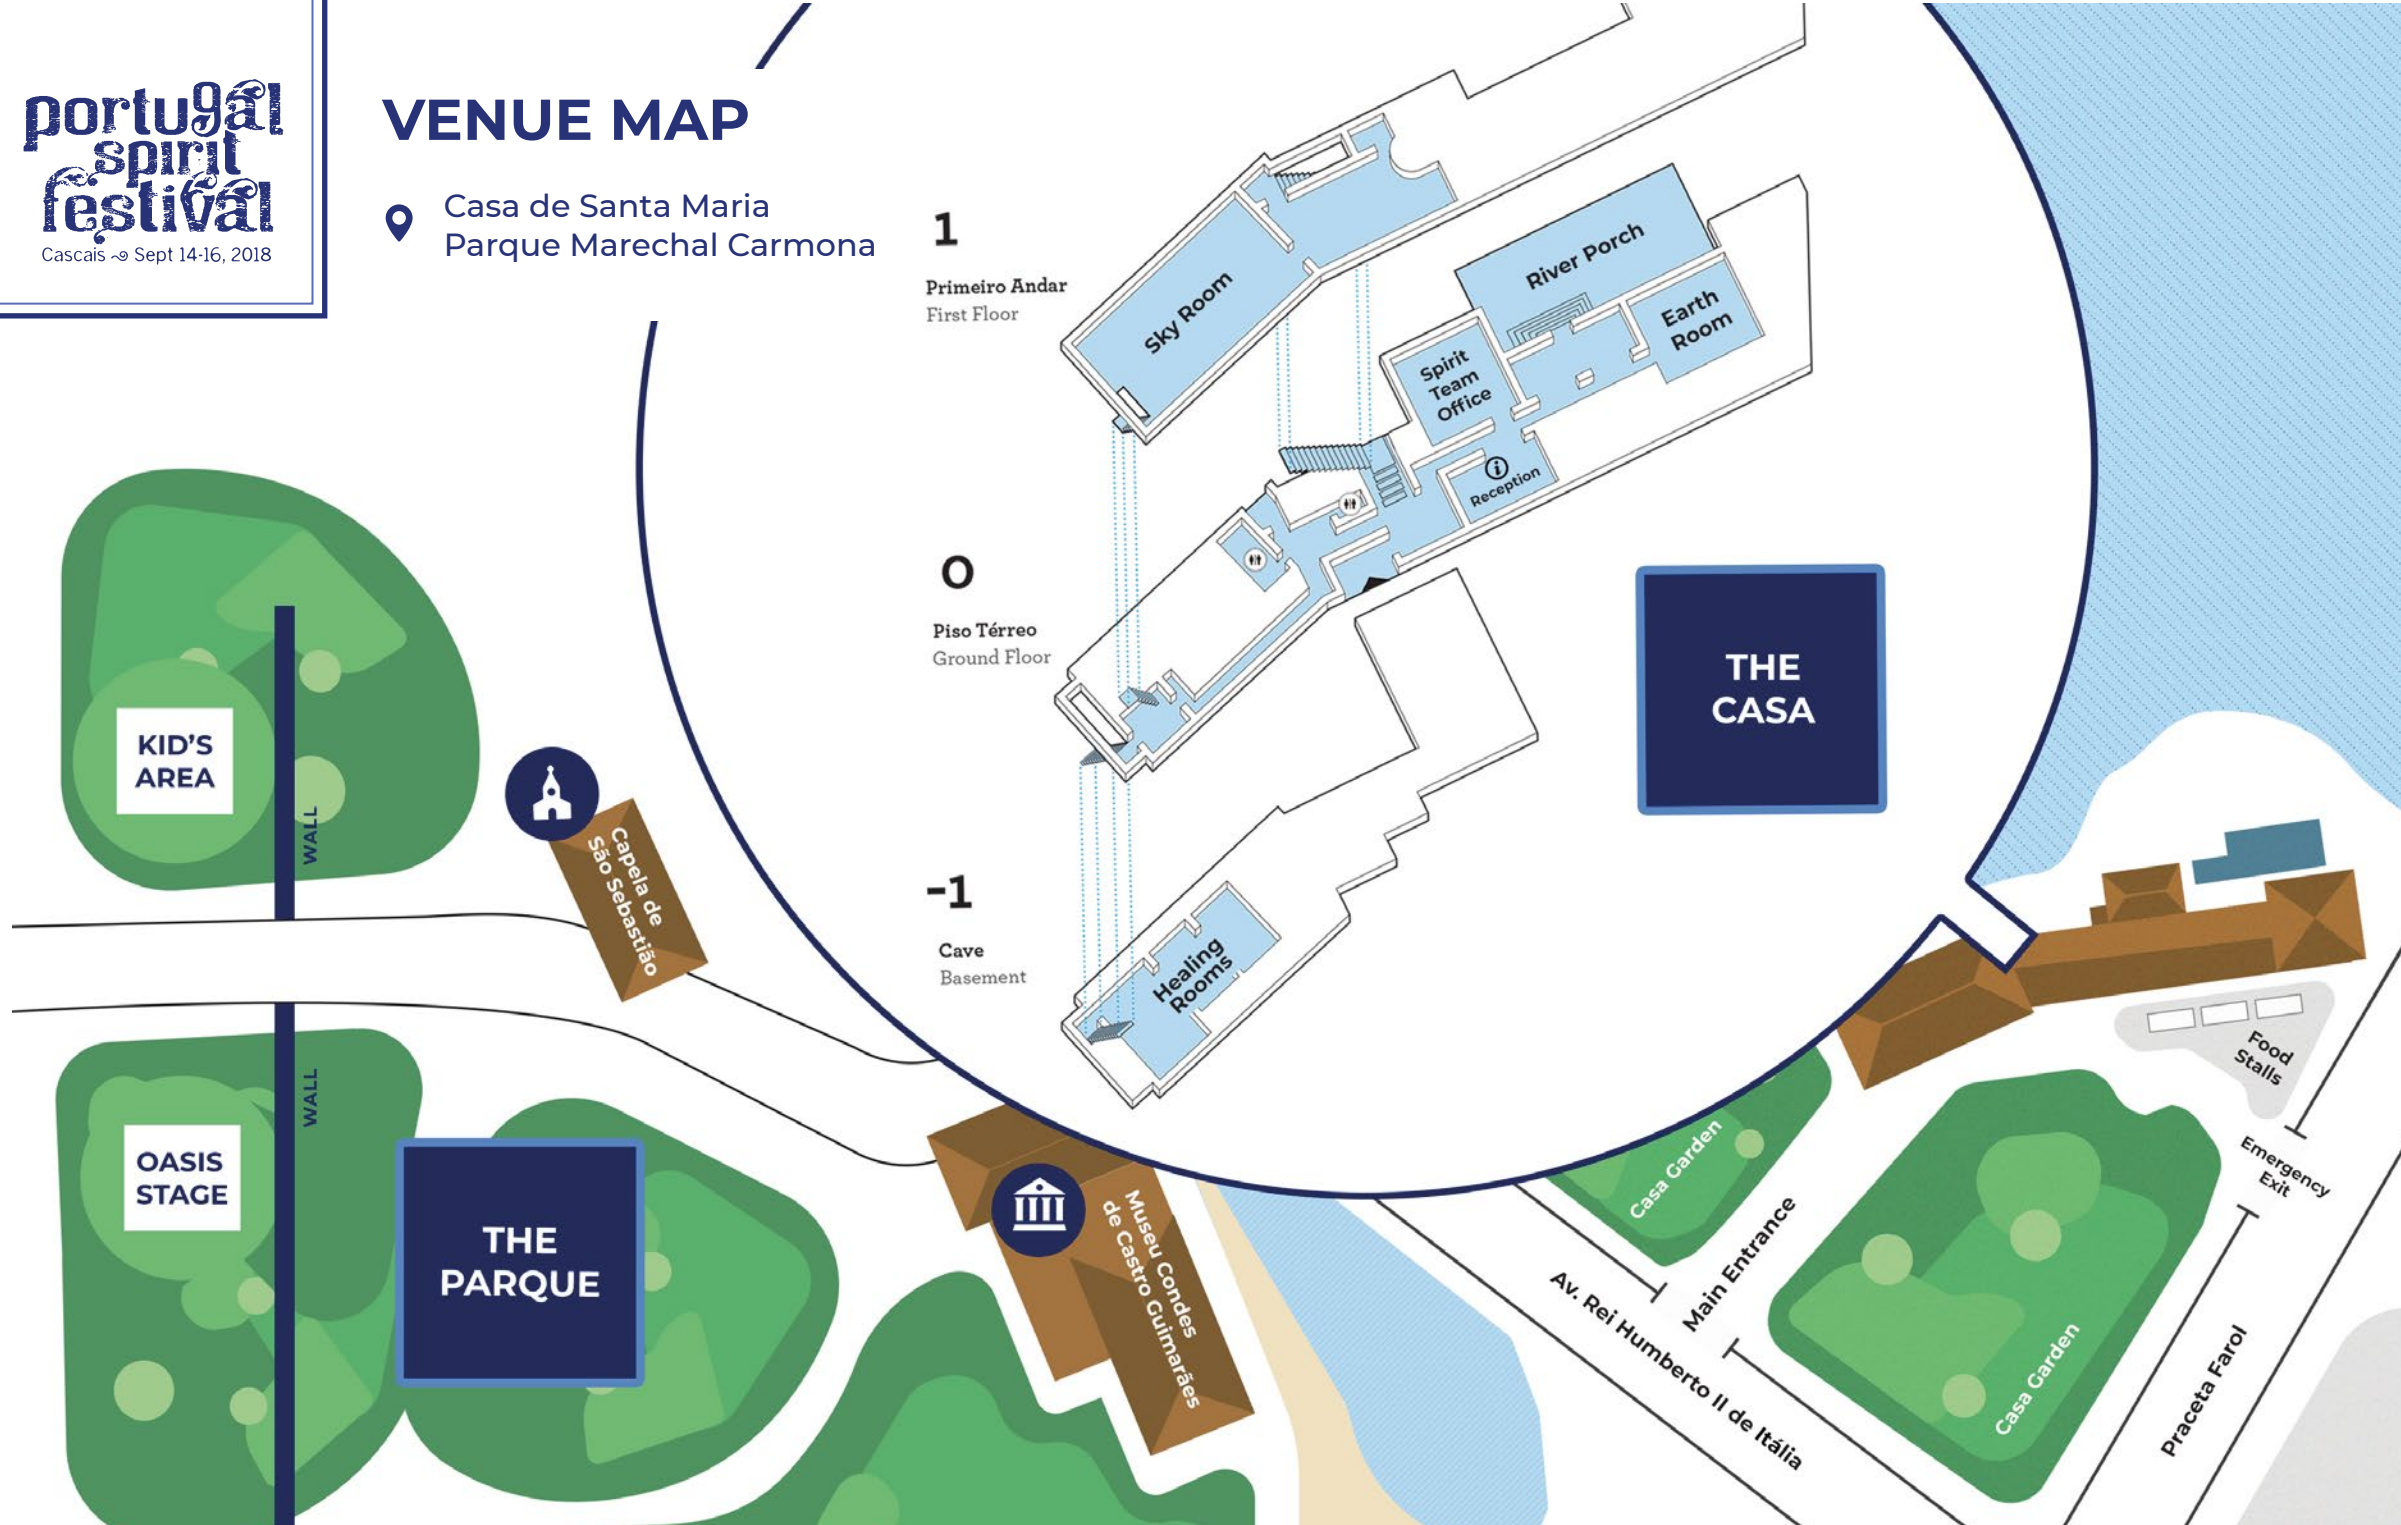 portugal
spirit
festival
Cascais ~ Sept 14-16, 2018
VENUE MAP
Casa de Santa Maria
Parque Marechal Carmona
1
Primeiro Andar
First Floor
Sky Room
River Porch
Earth
Room
Spirit
Team
Office
i
Reception
0
Piso Térreo
Ground Floor
THE
CASA
-1
Cave
Basement
Healing
Rooms
KID'S
AREA
WALL
Capela de
São Sebastião
WALL
OASIS
STAGE
THE
PARQUE
Museu Condes
de Castro Guimarães
Food
Stalls
Emergency
Exit
Casa Garden
Main Entrance
Av. Rei Humberto II de Itália
Casa Garden
Praceta Farol